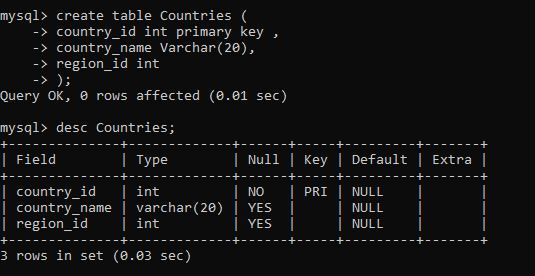 mysql> create table Countries (
    -> country_id int primary key ,
    -> country_name Varchar(20),
    -> region_id int
    -> );
Query OK, 0 rows affected (0.01 sec)

mysql> desc Countries;
+--------------+-------------+------+-----+---------+-------+
| Field        | Type        | Null | Key | Default | Extra |
+--------------+-------------+------+-----+---------+-------+
| country_id   | int         | NO   | PRI | NULL    |       |
| country_name | varchar(20) | YES  |     | NULL    |       |
| region_id    | int         | YES  |     | NULL    |       |
+--------------+-------------+------+-----+---------+-------+
3 rows in set (0.03 sec)